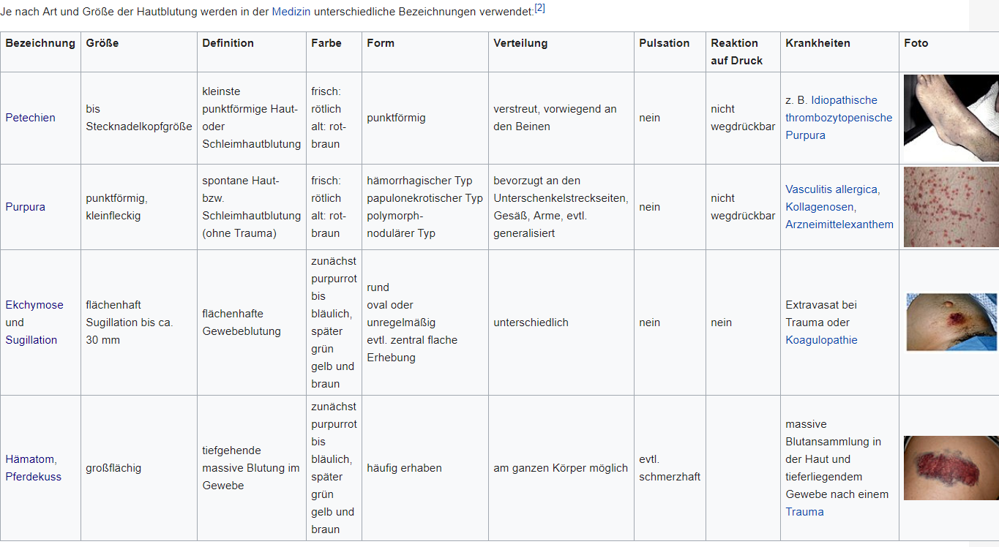 Je nach Art und Größe der Hautblutung werden in der Medizin unterschiedliche Bezeichnungen verwendet:[2]
Bezeichnung Größe Definition Farbe Form Verteilung Pulsation Reaktion auf Druck Krankheiten Foto
Petechien
bis
Stecknadelkopfgröße
kleinste
punktförmige Haut-
oder
Schleimhautblutung
frisch:
rötlich
alt: rot-
braun
punktförmig
verstreut, vorwiegend an
den Beinen
nein
nicht
wegdrückbar
z. B. Idiopathische
thrombozytopenische
Purpura
Purpura
punktförmig,
kleinfleckig
spontane Haut-
bzw.
Schleimhautblutung
(ohne Trauma)
frisch:
rötlich
alt: rot-
braun
hämorrhagischer Typ
papulonekrotischer Typ
polymorph-
nodulärer Typ
bevorzugt an den
Unterschenkelstreckseiten,
Gesäß, Arme, evtl.
generalisiert
nein
nicht
wegdrückbar
Vasculitis allergica,
Kollagenosen,
Arzneimittelexanthem
Ekchymose
und
Sugillation
flächenhaft
Sugillation bis ca.
30 mm
flächenhafte
Gewebeblutung
zunächst
purpurrot
bis
bläulich,
später
grün
gelb und
braun
rund
oval oder
unregelmäßig
evtl. zentral flache
Erhebung
unterschiedlich
nein
nein
Extravasat bei
Trauma oder
Koagulopathie
Hämatom,
Pferdekuss
großflächig
tiefgehende
massive Blutung im
Gewebe
zunächst
purpurrot
bis
bläulich,
später
grün
gelb und
braun
häufig erhaben
am ganzen Körper möglich
evtl.
schmerzhaft
massive
Blutansammlung in
der Haut und
tieferliegendem
Gewebe nach einem
Trauma